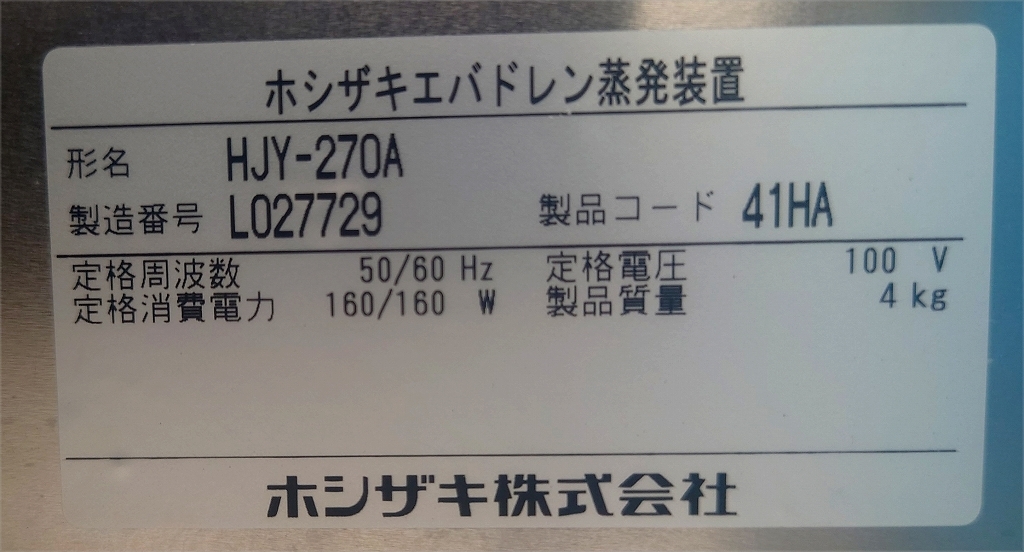 ホシザキエバドレン蒸発装置
形名 HJY-270A
製造番号 L027729 製品コード 41HA
定格周波数 50/60 Hz 定格電圧 100 V
定格消費電力 160/160 W 製品質量 4 kg
ホシザキ株式会社